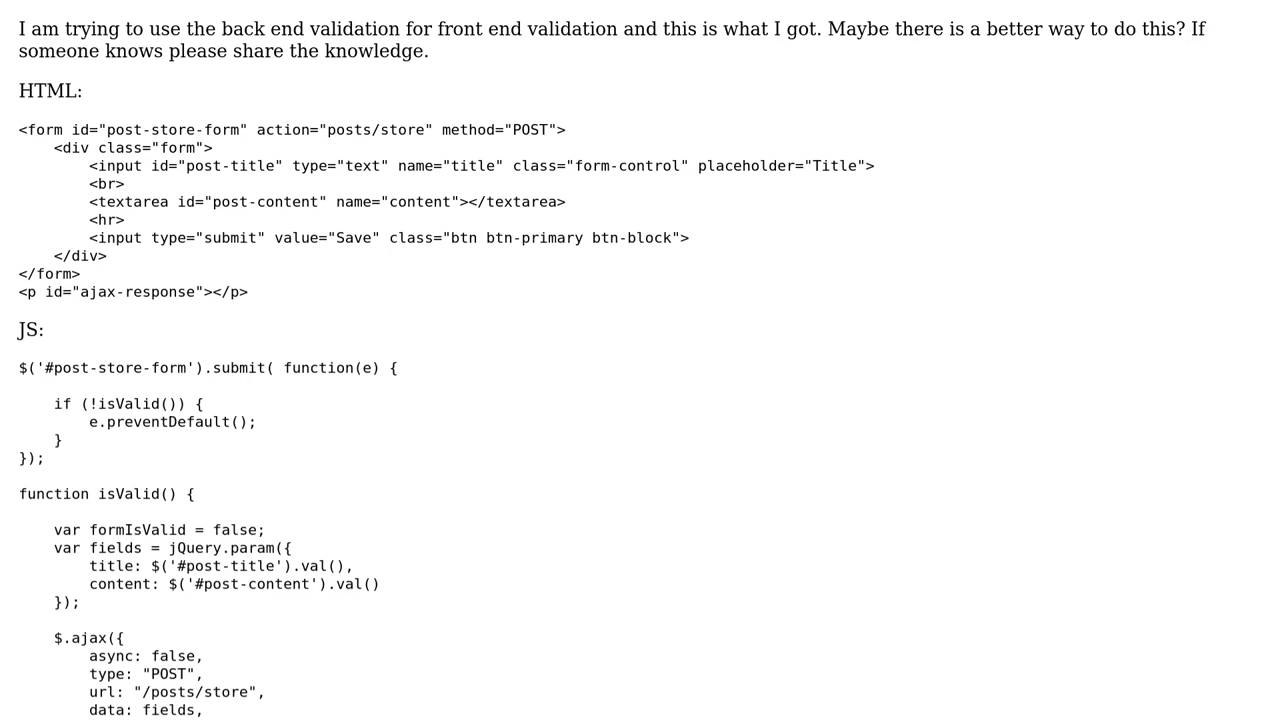 I am trying to use the back end validation for front end validation and this is what I got. Maybe there is a better way to do this? If
someone knows please share the knowledge.
HTML:
<form id="post-store-form" action="posts/store" method="POST">
    <div class="form">
        <input id="post-title" type="text" name="title" class="form-control" placeholder="Title">
        <br>
        <textarea id="post-content" name="content"></textarea>
        <hr>
        <input type="submit" value="Save" class="btn btn-primary btn-block">
    </div>
</form>
<p id="ajax-response"></p>
JS:
$('#post-store-form').submit( function(e) {
    if (!isValid()) {
        e.preventDefault();
    }
});
function isValid() {
    var formIsValid = false;
    var fields = jQuery.param({
        title: $('#post-title').val(),
        content: $('#post-content').val()
    });
    $.ajax({
        async: false,
        type: "POST",
        url: "/posts/store",
        data: fields,